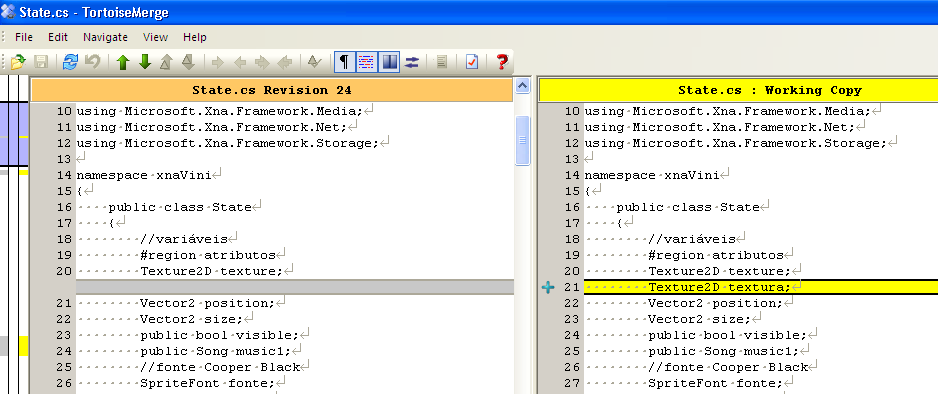 State.cs - TortoiseMerge
File Edit Navigate View Help
State.cs Revision 24
10 using Microsoft.Xna.Framework.Media;
11 using Microsoft.Xna.Framework.Net;
12 using Microsoft.Xna.Framework.Storage;
13
14 namespace xnaVini
15 {
16 public class State
17 {
18 //variáveis
19 #region atributos
20 Texture2D texture;
21 Vector2 position;
22 Vector2 size;
23 public bool visible;
24 public Song music1;
25 //fonte Cooper Black
26 SpriteFont fonte;
State.cs : Working Copy
10 using Microsoft.Xna.Framework.Media;
11 using Microsoft.Xna.Framework.Net;
12 using Microsoft.Xna.Framework.Storage;
13
14 namespace xnaVini
15 {
16 public class State
17 {
18 //variáveis
19 #region atributos
20 Texture2D texture;
21 Texture2D textura;
22 Vector2 position;
23 Vector2 size;
24 public bool visible;
25 public Song music1;
26 //fonte Cooper Black
27 SpriteFont fonte;